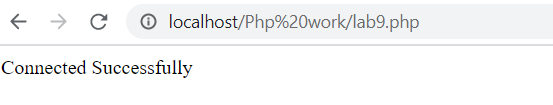 localhost/Php%20work/lab9.php
Connected Successfully